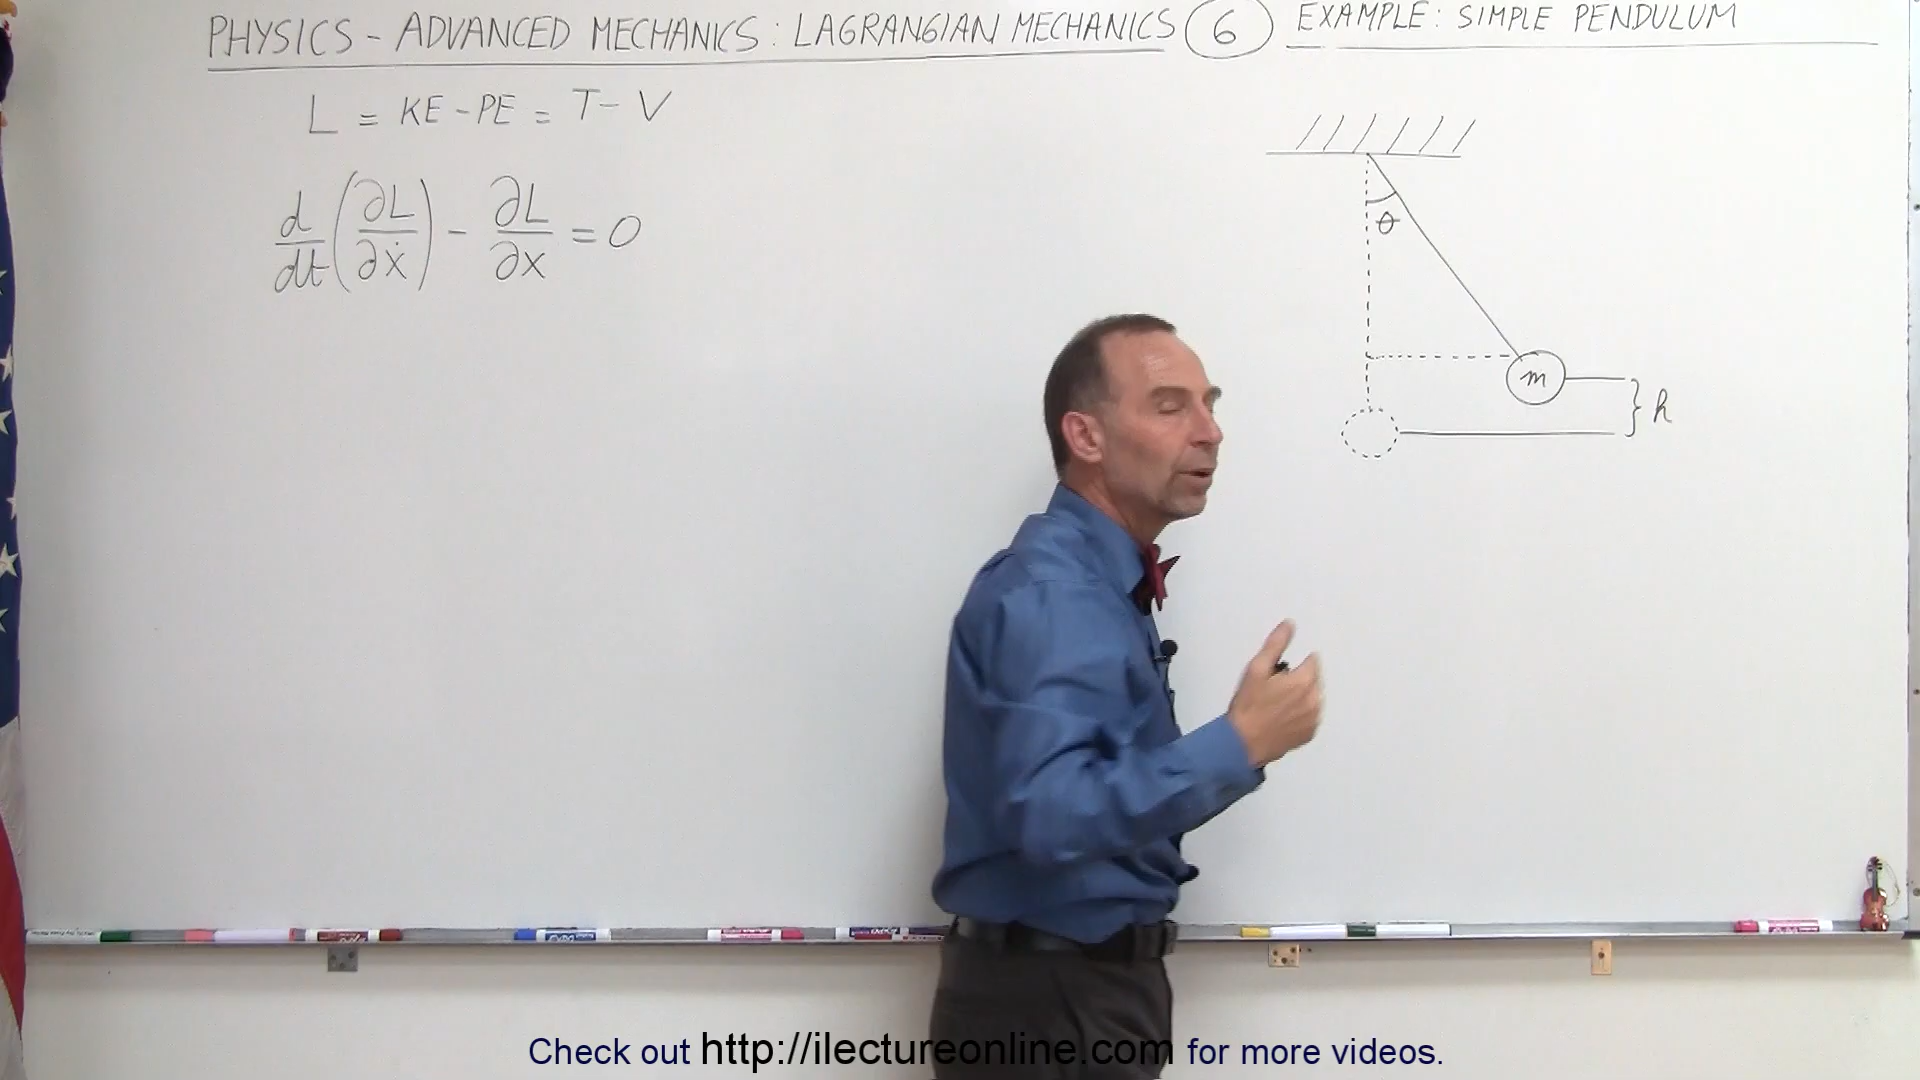 PHYSICS - ADVANCED MECHANICS: LAGRANGIAN MECHANICS 6 EXAMPLE: SIMPLE PENDULUM
L = KE - PE = T - V
d/dt (∂L/∂ẋ) - ∂L/∂x = 0
θ
m
h
EXPO
Check out http://ilectureonline.com for more videos.